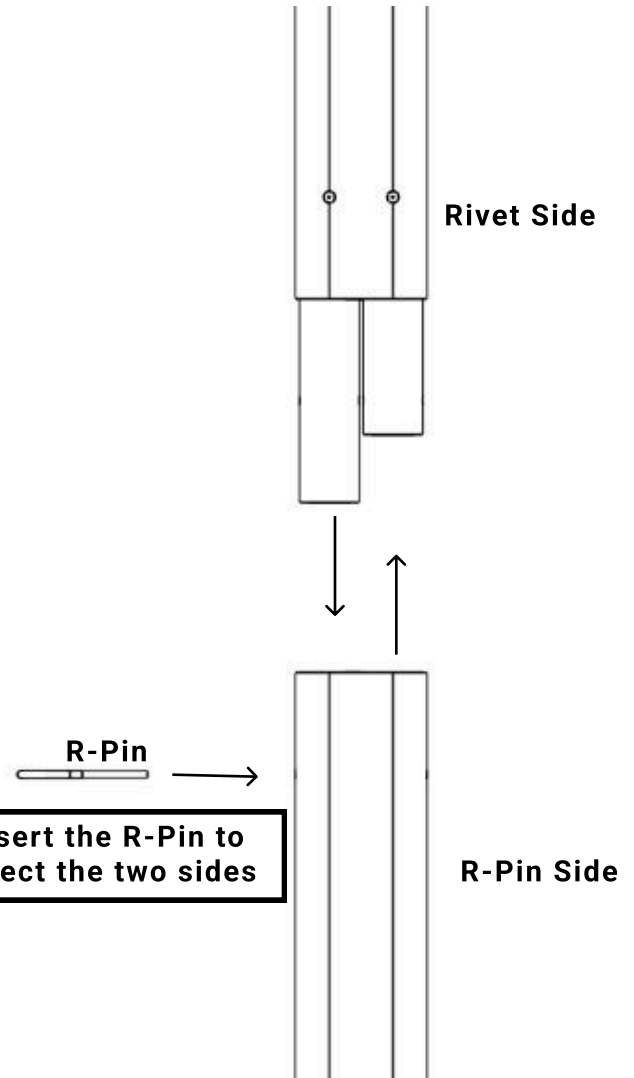 Rivet Side
R-Pin
sert the R-Pin to
ect the two sides
R-Pin Side